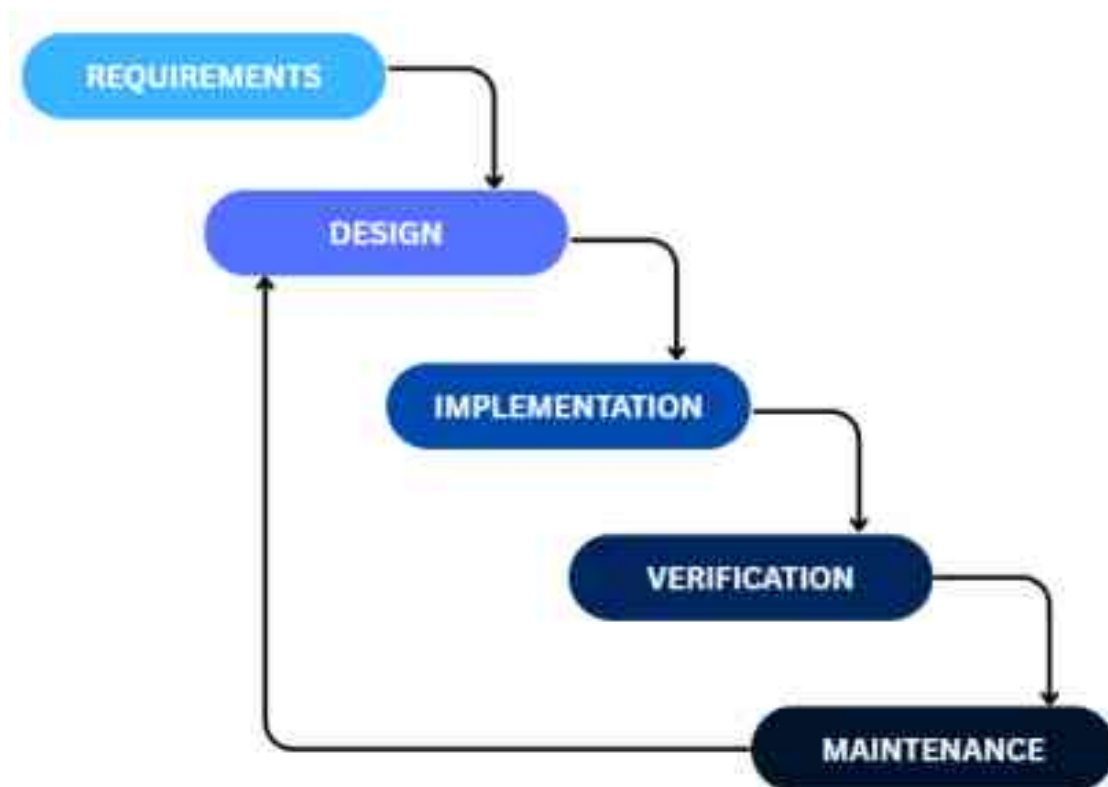 REQUIREMENTS
DESIGN
IMPLEMENTATION
VERIFICATION
MAINTENANCE